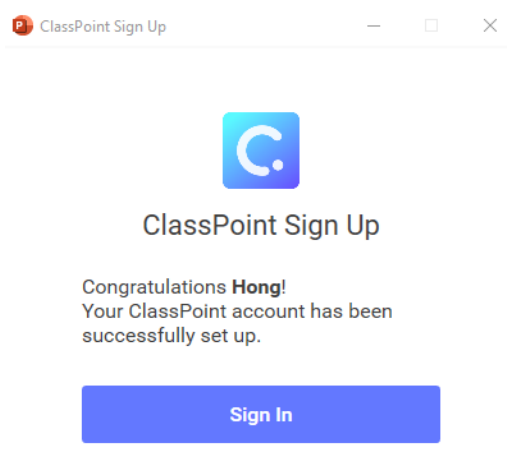 ClassPoint Sign Up
ClassPoint Sign Up
Congratulations Hong!
Your ClassPoint account has been
successfully set up.
Sign In